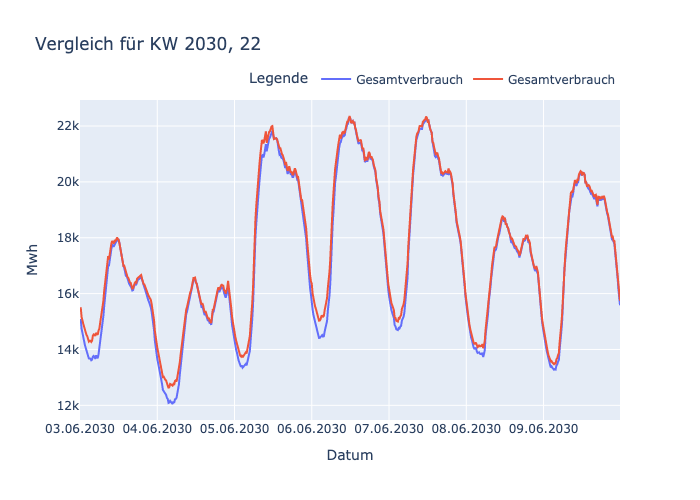 Vergleich für KW 2030, 22
Legende Gesamtverbrauch Gesamtverbrauch
22k
20k
18k
16k
14k
12k
Mwh
03.06.2030 04.06.2030 05.06.2030 06.06.2030 07.06.2030 08.06.2030 09.06.2030
Datum